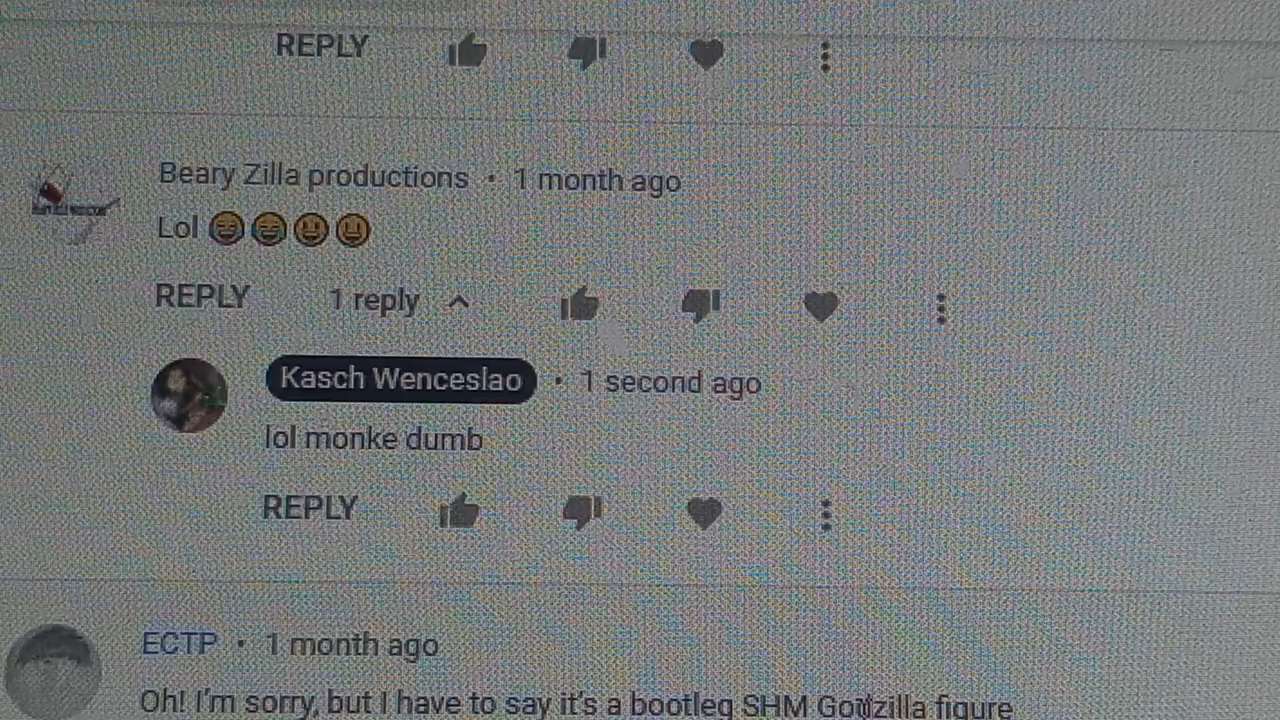 REPLY
Beary Zilla productions • 1 month ago
Lol 😄😄😃😃
REPLY 1 reply
Kasch Wenceslao • 1 second ago
lol monke dumb
REPLY
ECTP • 1 month ago
Oh! I'm sorry, but I have to say it's a bootleg SHM Godzilla figure